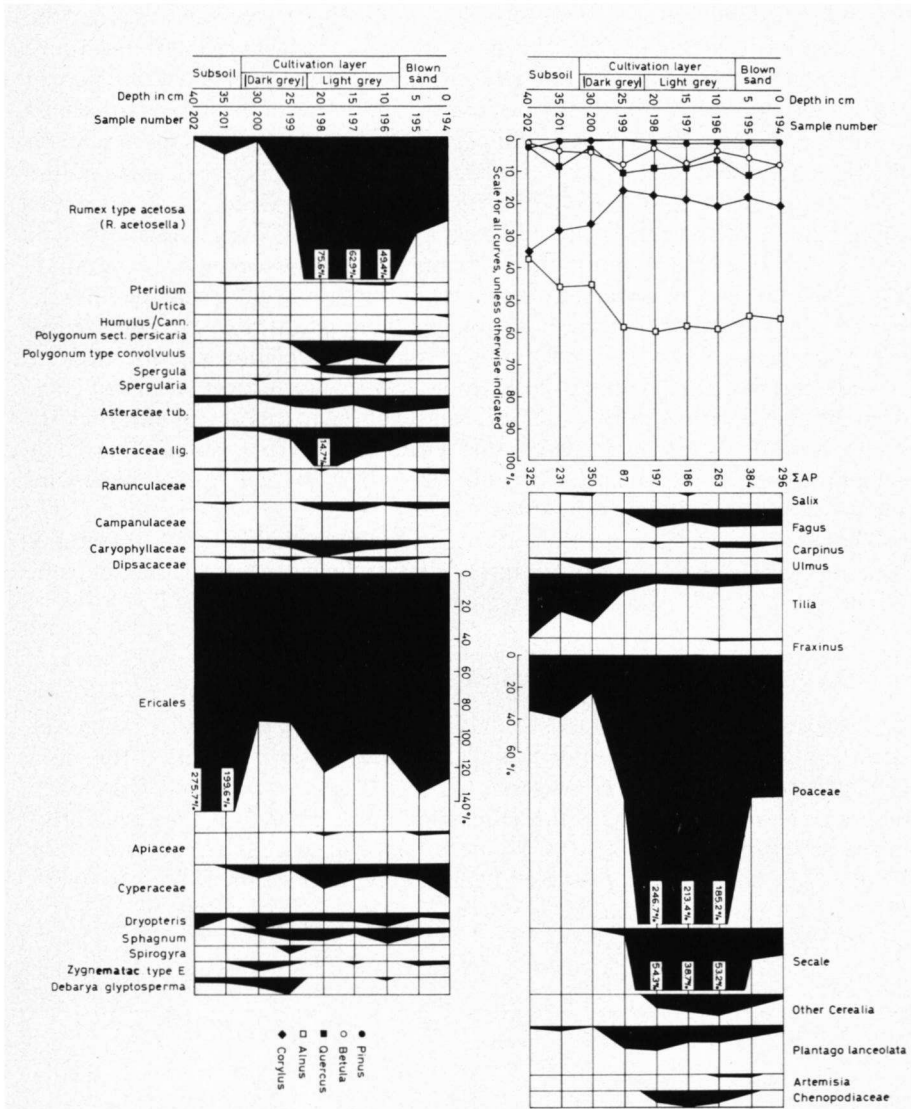 Cultivation layer
Subsoil
|Dark grey|
Light grey
Blown sand
Depth in cm
40 35 30 25 20 15 10 5 0
Sample number
202 201 200 199 198 197 196 195 194
Rumex type acetosa
(R. acetosella)
75.6%
62.9%
49.4%
Pteridium
Urtica
Humulus/Cann.
Polygonum sect. persicaria
Polygonum type convolvulus
Spergula
Spergularia
Asteraceae tub.
Asteraceae lig.
14.7%
Ranunculaceae
Campanulaceae
Caryophyllaceae
Dipsacaceae
0
20
40
60
80
100
120
140%
Ericales
275.7%
199.6%
Apiaceae
Cyperaceae
Dryopteris
Sphagnum
Spirogyra
Zygnematac. type E
Debarya glyptosperma
Cultivation layer
Subsoil
|Dark grey|
Light grey
Blown sand
Depth in cm
40 35 30 25 20 15 10 5 0
Sample number
202 201 200 199 198 197 196 195 194
0
10
20
30
40
50
60
70
80
90
100 %
Scale for all curves, unless otherwise indicated
ΣAP
325 231 350 87 197 186 263 384 296
Salix
Fagus
Carpinus
Ulmus
Tilia
Fraxinus
0
20
40
60 %
Poaceae
246.7%
213.4%
185.2%
Secale
54.3%
38.7%
53.2%
Other Cerealia
Plantago lanceolata
Artemisia
Chenopodiaceae
Pinus
Betula
Quercus
Alnus
Corylus